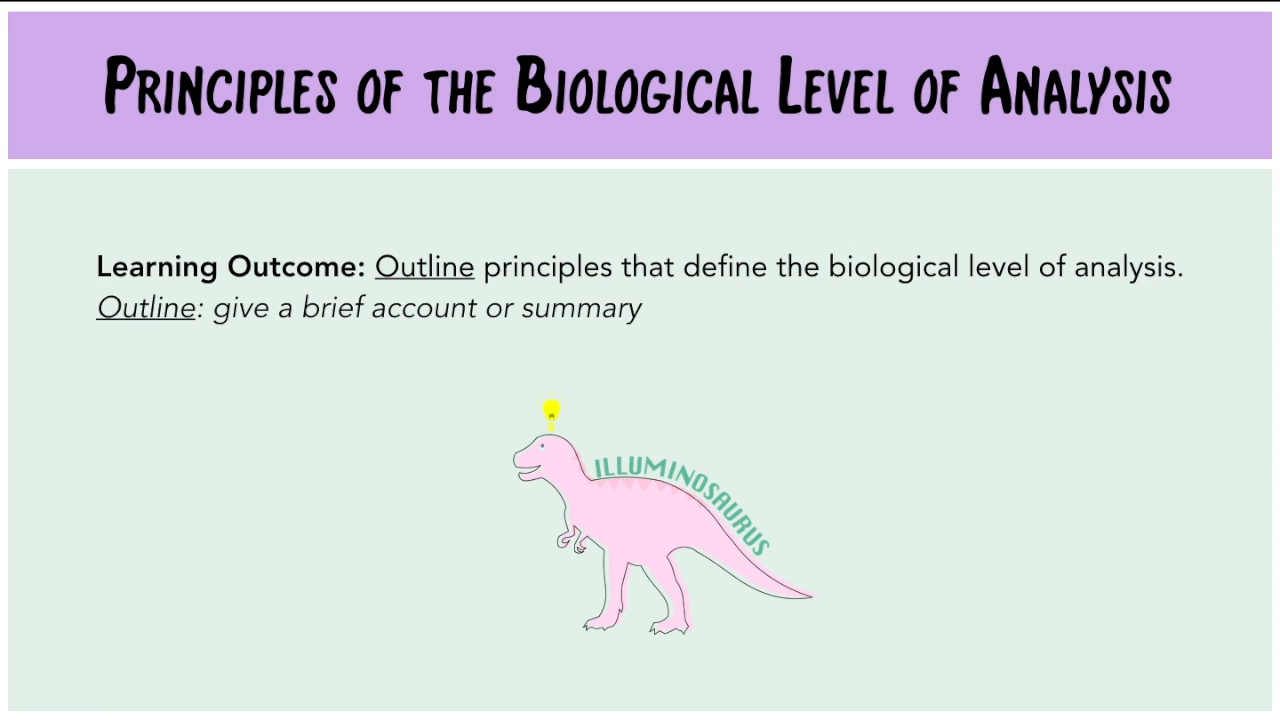 Principles of the Biological Level of Analysis
Learning Outcome: Outline principles that define the biological level of analysis.
Outline: give a brief account or summary
ILLUMINOSAURUS